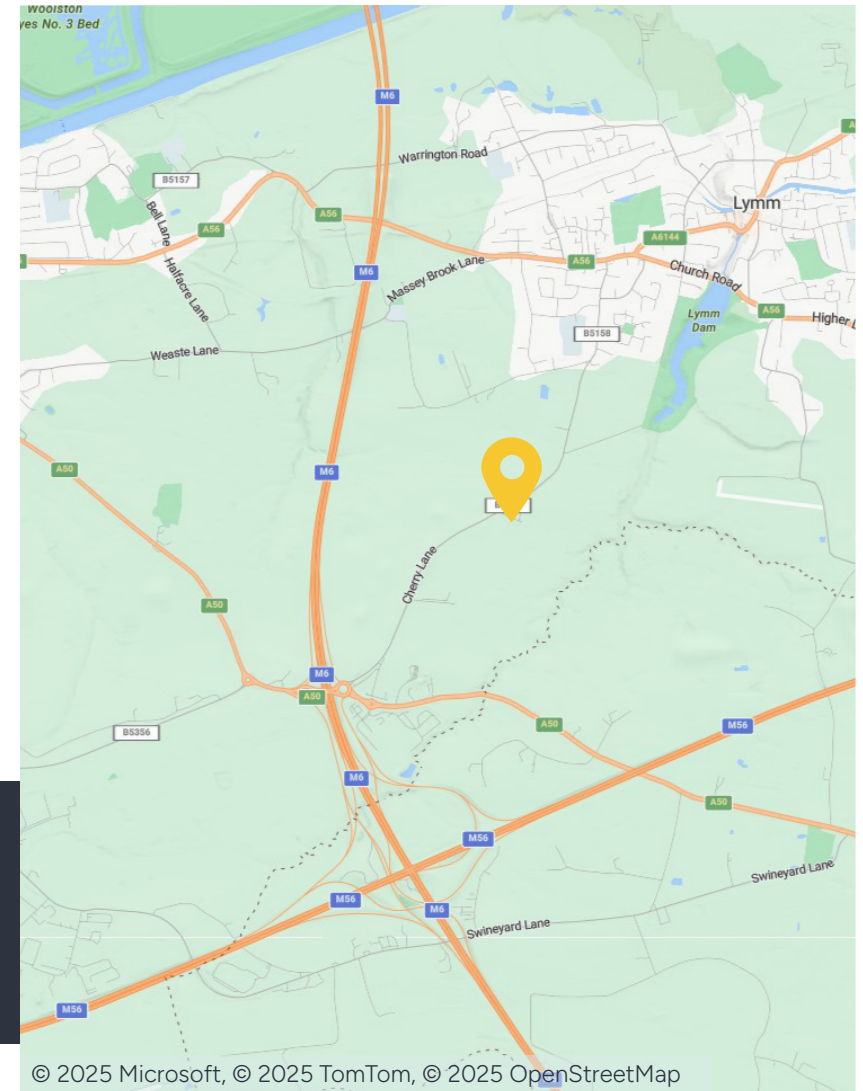 Woolston
yes No. 3 Bed
M6
Warrington Road
A
B5157
Lymm
Bell Lane
A56
A56
A6144
M6
Massey Brook Lane
A56
Church Road
Halfacre Lane
Lymm
Dam
A56
Higher L
B5158
Weaste Lane
A50
M6
Cherry Lane
A50
M6
A50
A50
M56
B5356
M6
A50
M56
Swineyard Lane
M56
M6
Swineyard Lane
M56
© 2025 Microsoft, © 2025 TomTom, © 2025 OpenStreetMap